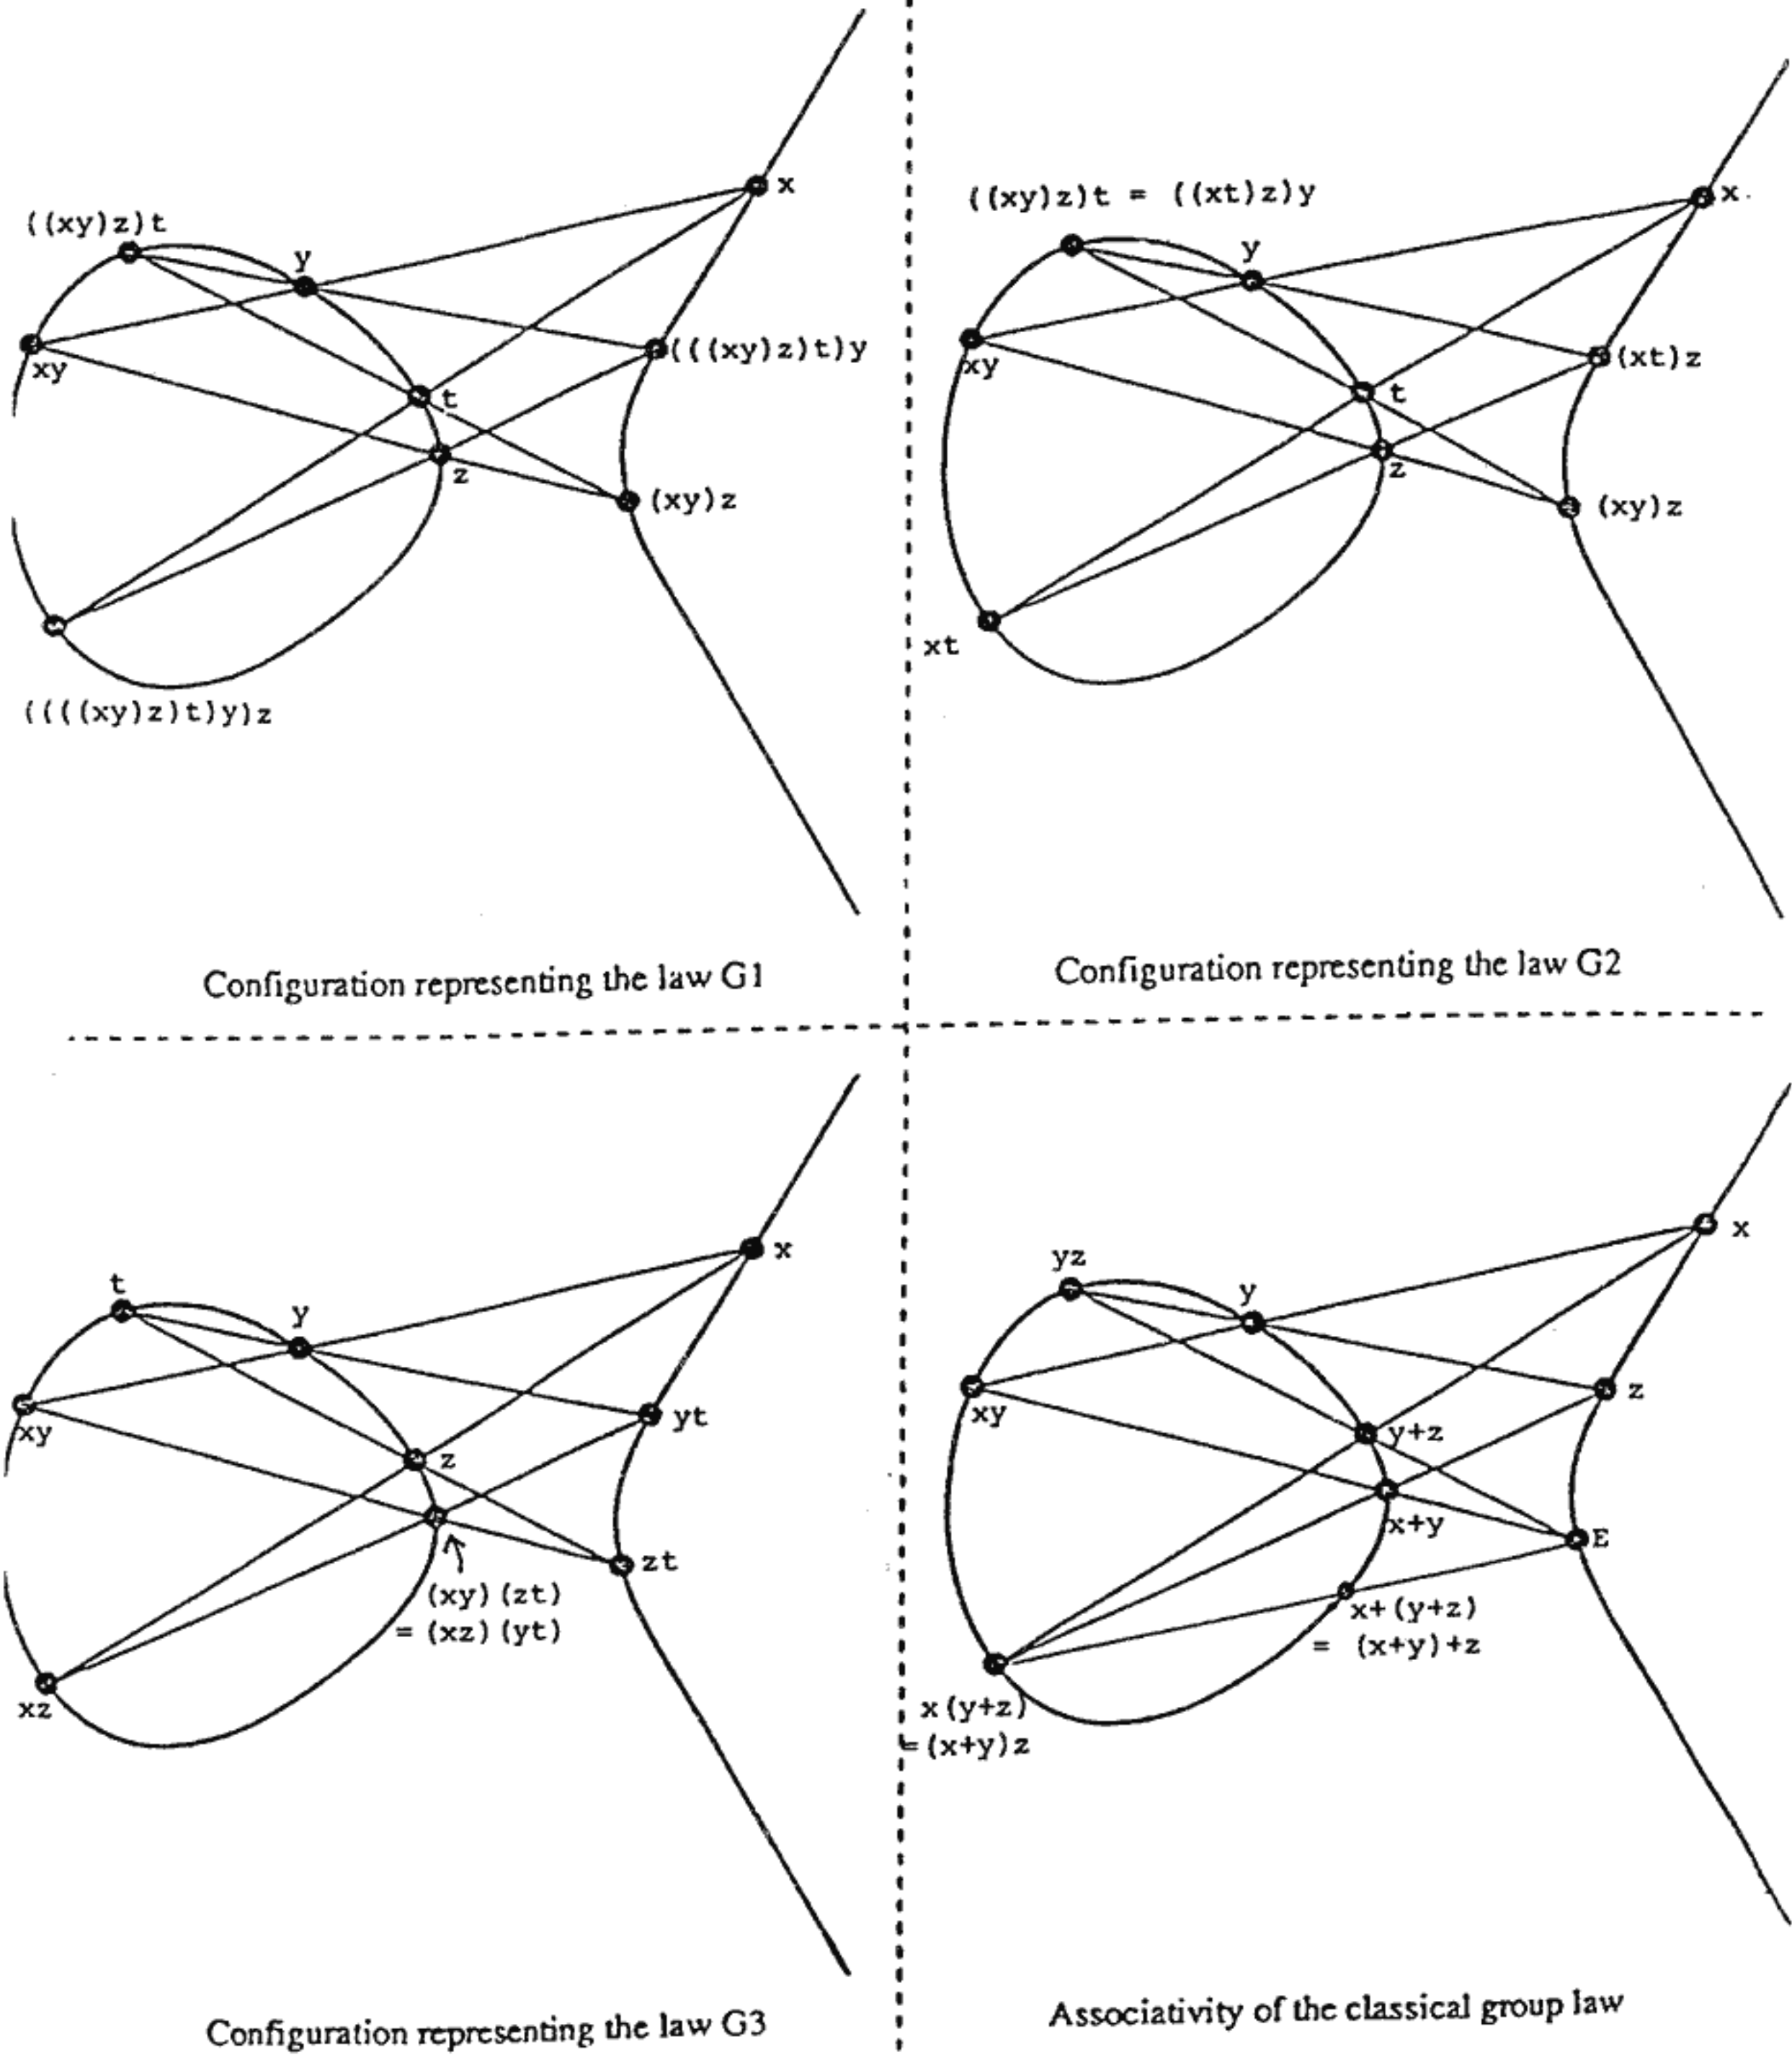 x
((xy)z)t
y
(((xy)z)t)y
xy
t
z
(xy)z
((((xy)z)t)y)z
Configuration representing the law G1
((xy)z)t = ((xt)z)y
x
y
(xt)z
xy
t
z
(xy)z
xt
Configuration representing the law G2
x
t
y
yt
xy
z
zt
(xy)(zt)
= (xz)(yt)
xz
Configuration representing the law G3
x
yz
y
z
xy
y+z
x+y
E
x+(y+z)
= (x+y)+z
x(y+z)
=(x+y)z
Associativity of the classical group law